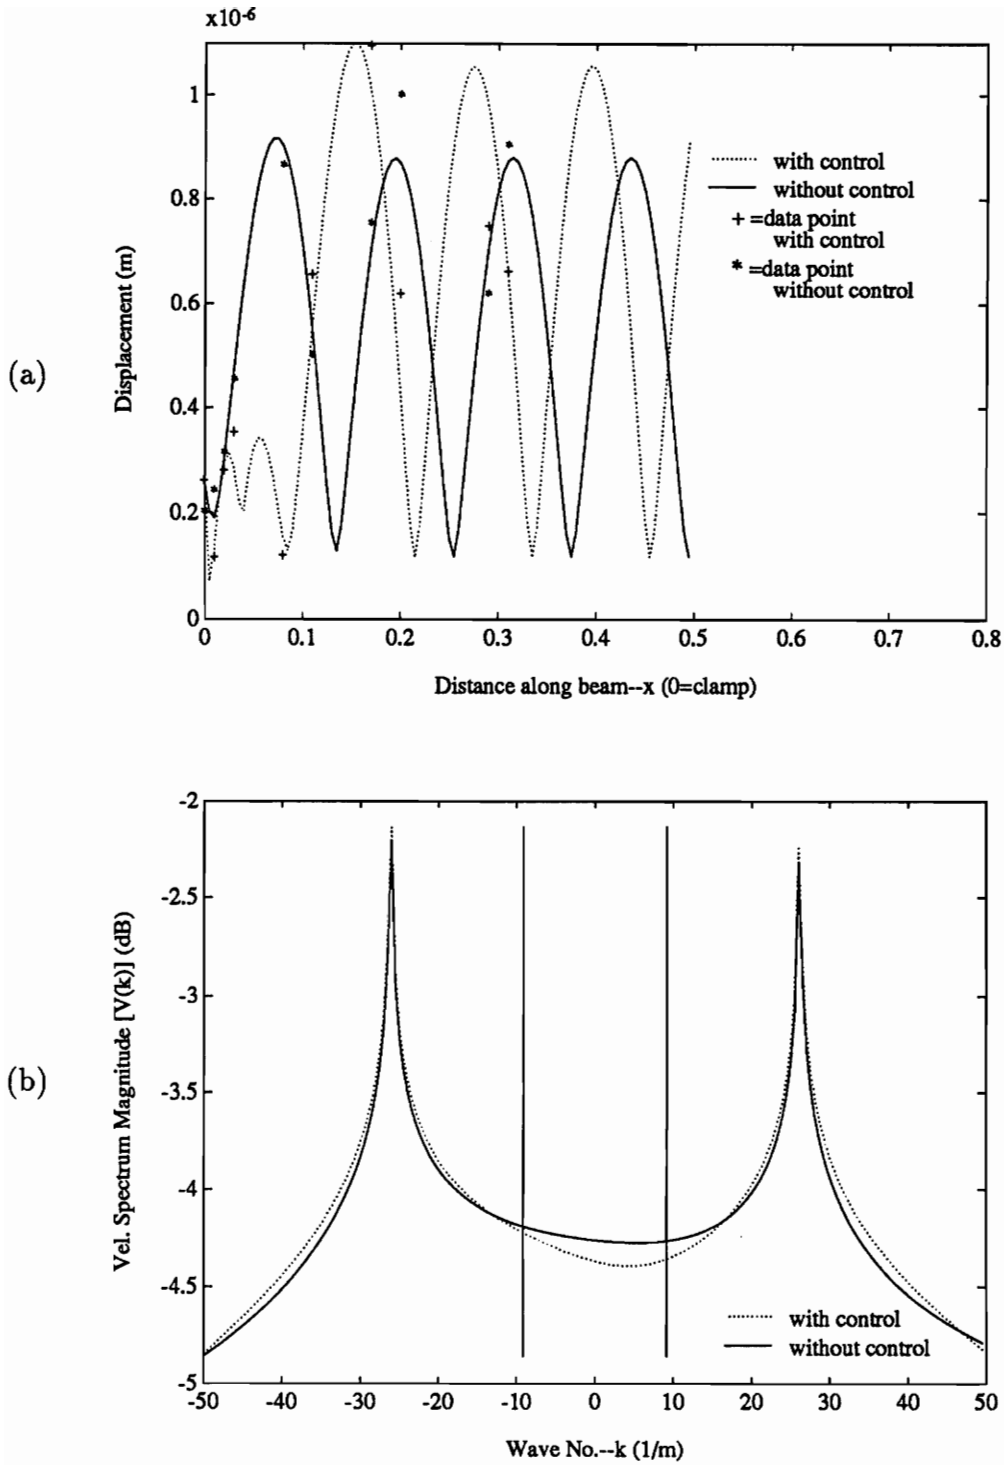 x10-6
1
0.8
0.6
0.4
0.2
0
Displacement (m)
(a)
with control
without control
+ =data point
with control
* =data point
without control
0 0.1 0.2 0.3 0.4 0.5 0.6 0.7 0.8
Distance along beam--x (0=clamp)
-2
-2.5
-3
-3.5
-4
-4.5
-5
Vel. Spectrum Magnitude [V(k)] (dB)
(b)
with control
without control
-50 -40 -30 -20 -10 0 10 20 30 40 50
Wave No.--k (1/m)